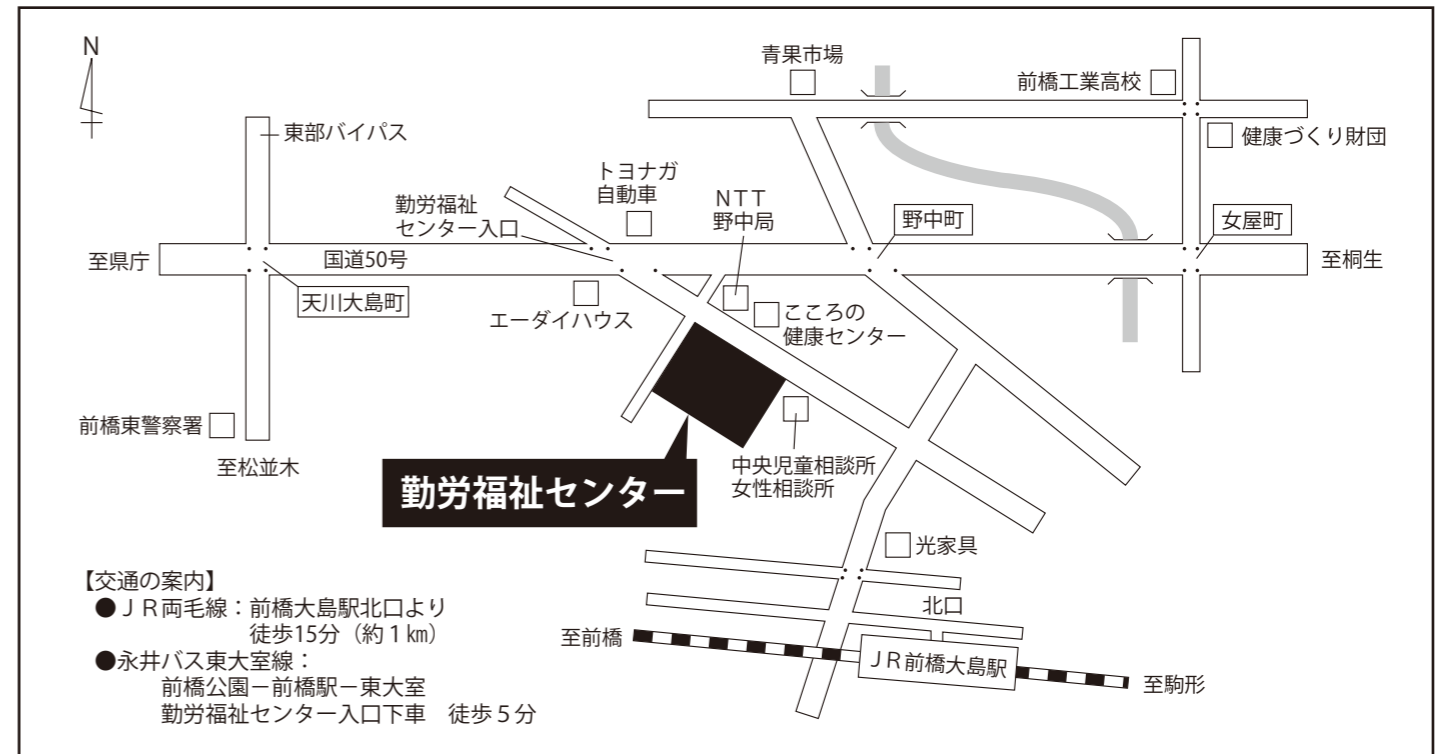 N
青果市場
前橋工業高校
東部バイパス
健康づくり財団
トヨナガ
自動車
NTT
野中局
勤労福祉
センター入口
野中町
女屋町
至県庁
国道50号
至桐生
天川大島町
エーダイハウス
こころの
健康センター
前橋東警察署
至松並木
中央児童相談所
女性相談所
勤労福祉センター
光家具
北口
至前橋
JR前橋大島駅
至駒形
【交通の案内】
●JR両毛線：前橋大島駅北口より
徒歩15分（約1㎞）
●永井バス東大室線：
前橋公園－前橋駅－東大室
勤労福祉センター入口下車　徒歩5分